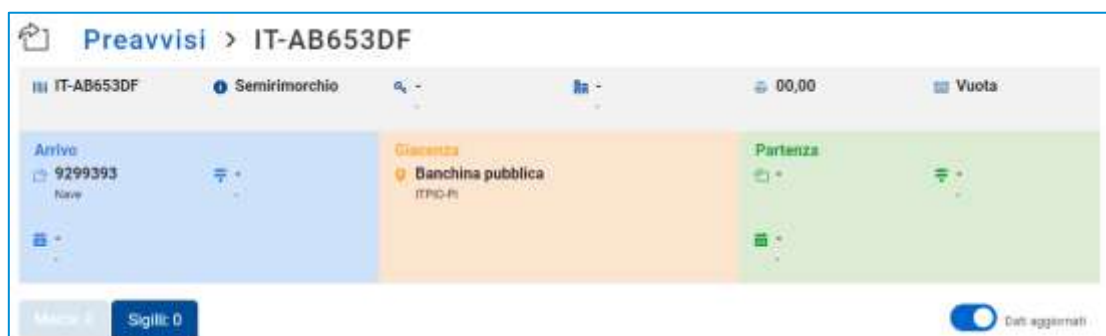 Preavvisi > IT-AB653DF
IT-AB653DF Semirimorchio - - 00,00 Vuota
- -
Arrivo Giacenza Partenza
9299393 - Banchina pubblica - -
Nave - ITPIO-PI -
- -
- -
Sigilli: 0 Dati aggiornati